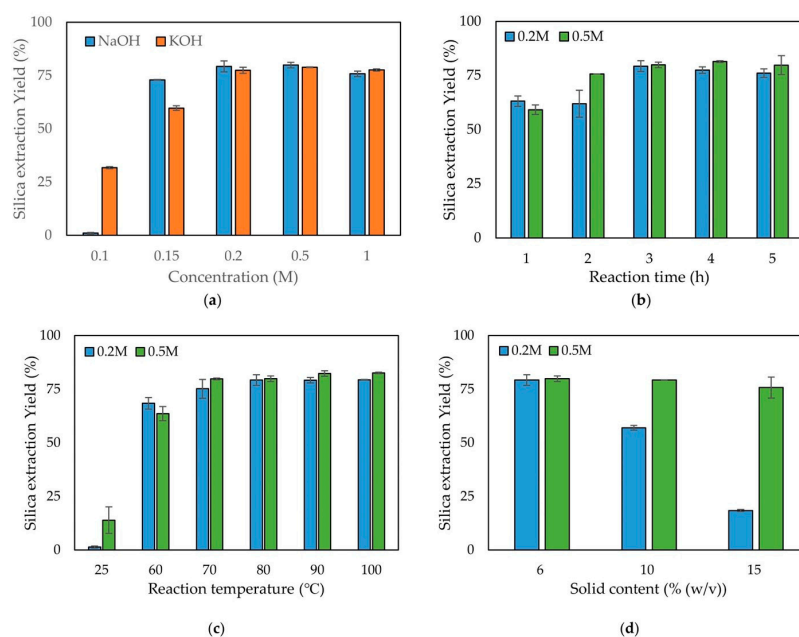 100
75
50
25
0
Silica extraction Yield (%)
NaOH KOH
0.1 0.15 0.2 0.5 1
Concentration (M)
(a)
100
75
50
25
0
Silica extraction Yield (%)
0.2M 0.5M
1 2 3 4 5
Reaction time (h)
(b)
100
75
50
25
0
Silica extraction Yield (%)
0.2M 0.5M
25 60 70 80 90 100
Reaction temperature (°C)
(c)
100
75
50
25
0
Silica extraction Yield (%)
0.2M 0.5M
6 10 15
Solid content (% (w/v))
(d)